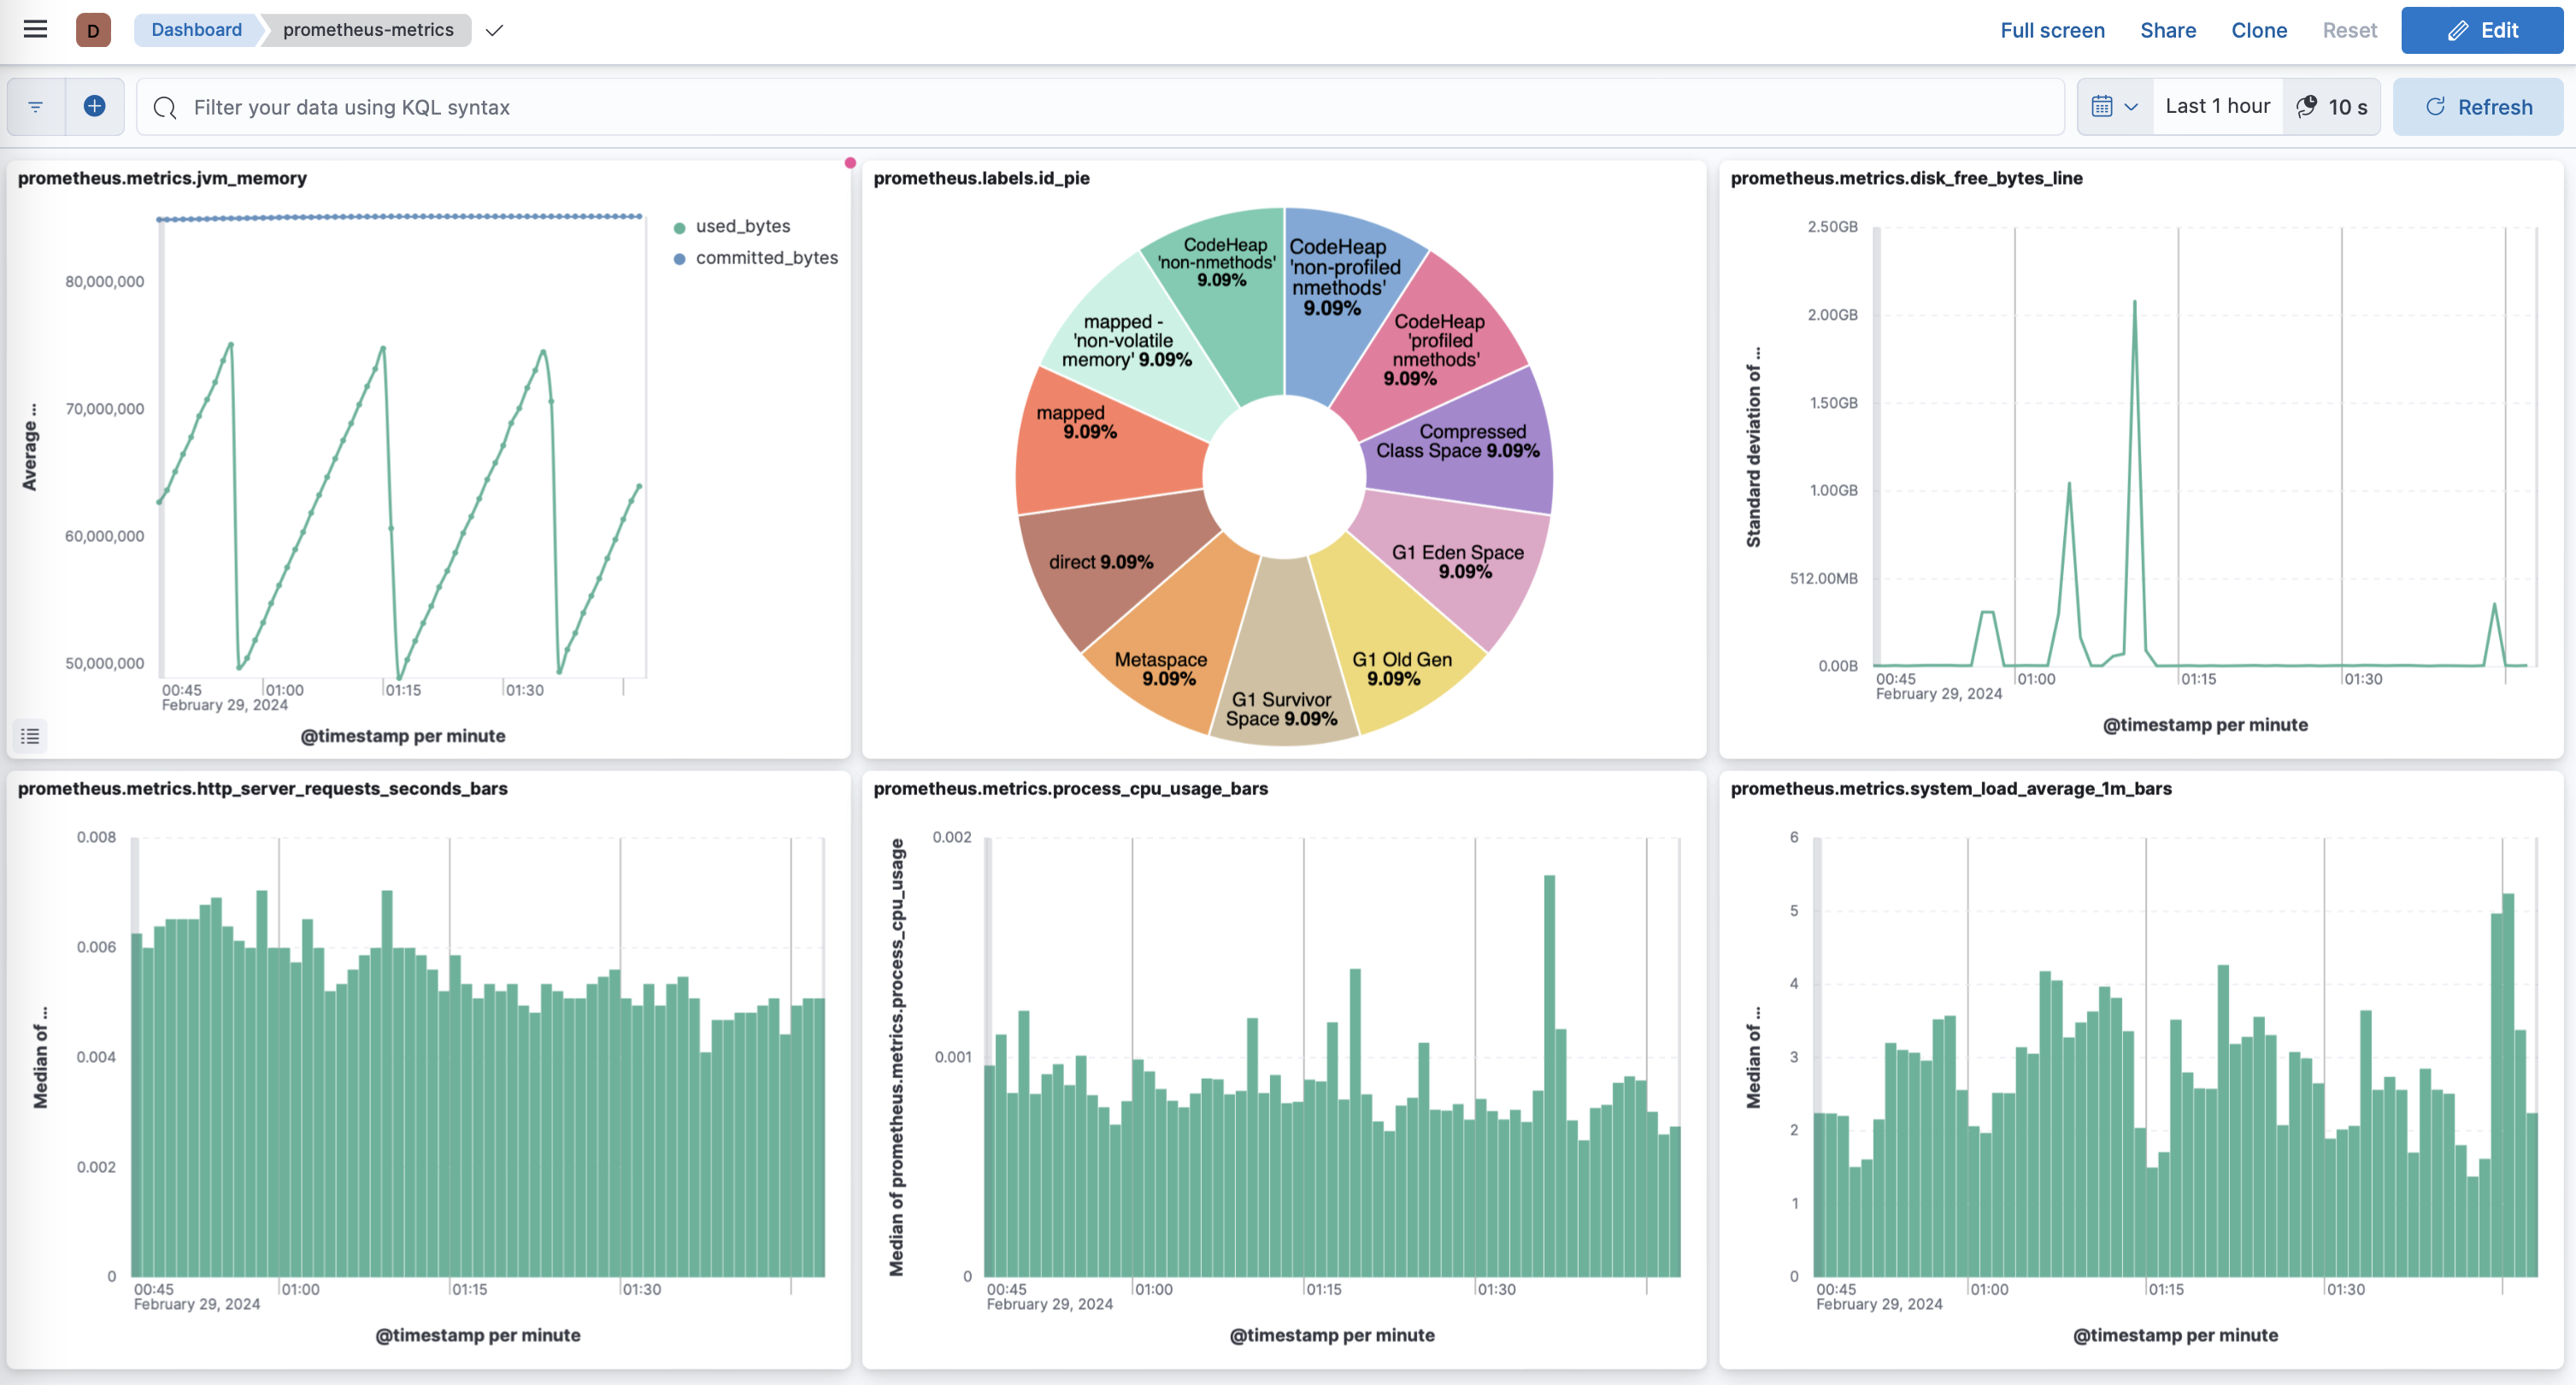 D
Dashboard
prometheus-metrics
Full screen
Share
Clone
Reset
Edit
Filter your data using KQL syntax
Last 1 hour
10 s
Refresh
prometheus.metrics.jvm_memory
Average ...
80,000,000
70,000,000
60,000,000
50,000,000
00:45
01:00
01:15
01:30
February 29, 2024
@timestamp per minute
used_bytes
committed_bytes
prometheus.labels.id_pie
CodeHeap
'non-nmethods'
9.09%
CodeHeap
'non-profiled
nmethods'
9.09%
CodeHeap
'profiled
nmethods'
9.09%
Compressed
Class Space 9.09%
G1 Eden Space
9.09%
G1 Old Gen
9.09%
G1 Survivor
Space 9.09%
Metaspace
9.09%
direct 9.09%
mapped
9.09%
mapped -
'non-volatile
memory' 9.09%
prometheus.metrics.disk_free_bytes_line
Standard deviation of ...
2.50GB
2.00GB
1.50GB
1.00GB
512.00MB
0.00B
00:45
01:00
01:15
01:30
February 29, 2024
@timestamp per minute
prometheus.metrics.http_server_requests_seconds_bars
Median of ...
0.008
0.006
0.004
0.002
0
00:45
01:00
01:15
01:30
February 29, 2024
@timestamp per minute
prometheus.metrics.process_cpu_usage_bars
Median of prometheus.metrics.process_cpu_usage
0.002
0.001
0
00:45
01:00
01:15
01:30
February 29, 2024
@timestamp per minute
prometheus.metrics.system_load_average_1m_bars
Median of ...
6
5
4
3
2
1
0
00:45
01:00
01:15
01:30
February 29, 2024
@timestamp per minute